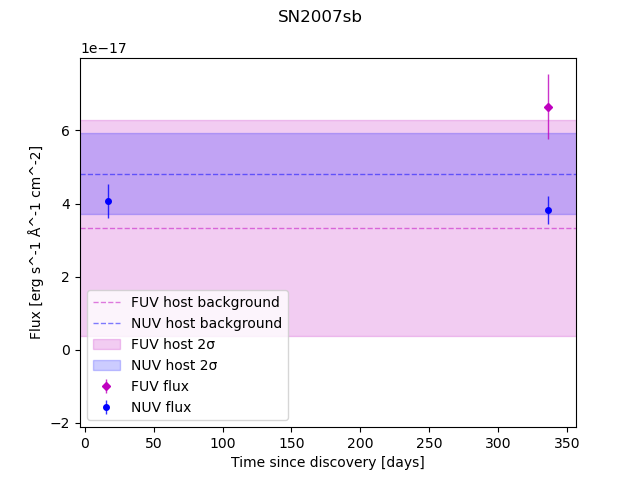 SN2007sb
1e−17
6
4
2
0
−2
Flux [erg s^-1 Å^-1 cm^-2]
FUV host background
NUV host background
FUV host 2σ
NUV host 2σ
FUV flux
NUV flux
0 50 100 150 200 250 300 350
Time since discovery [days]